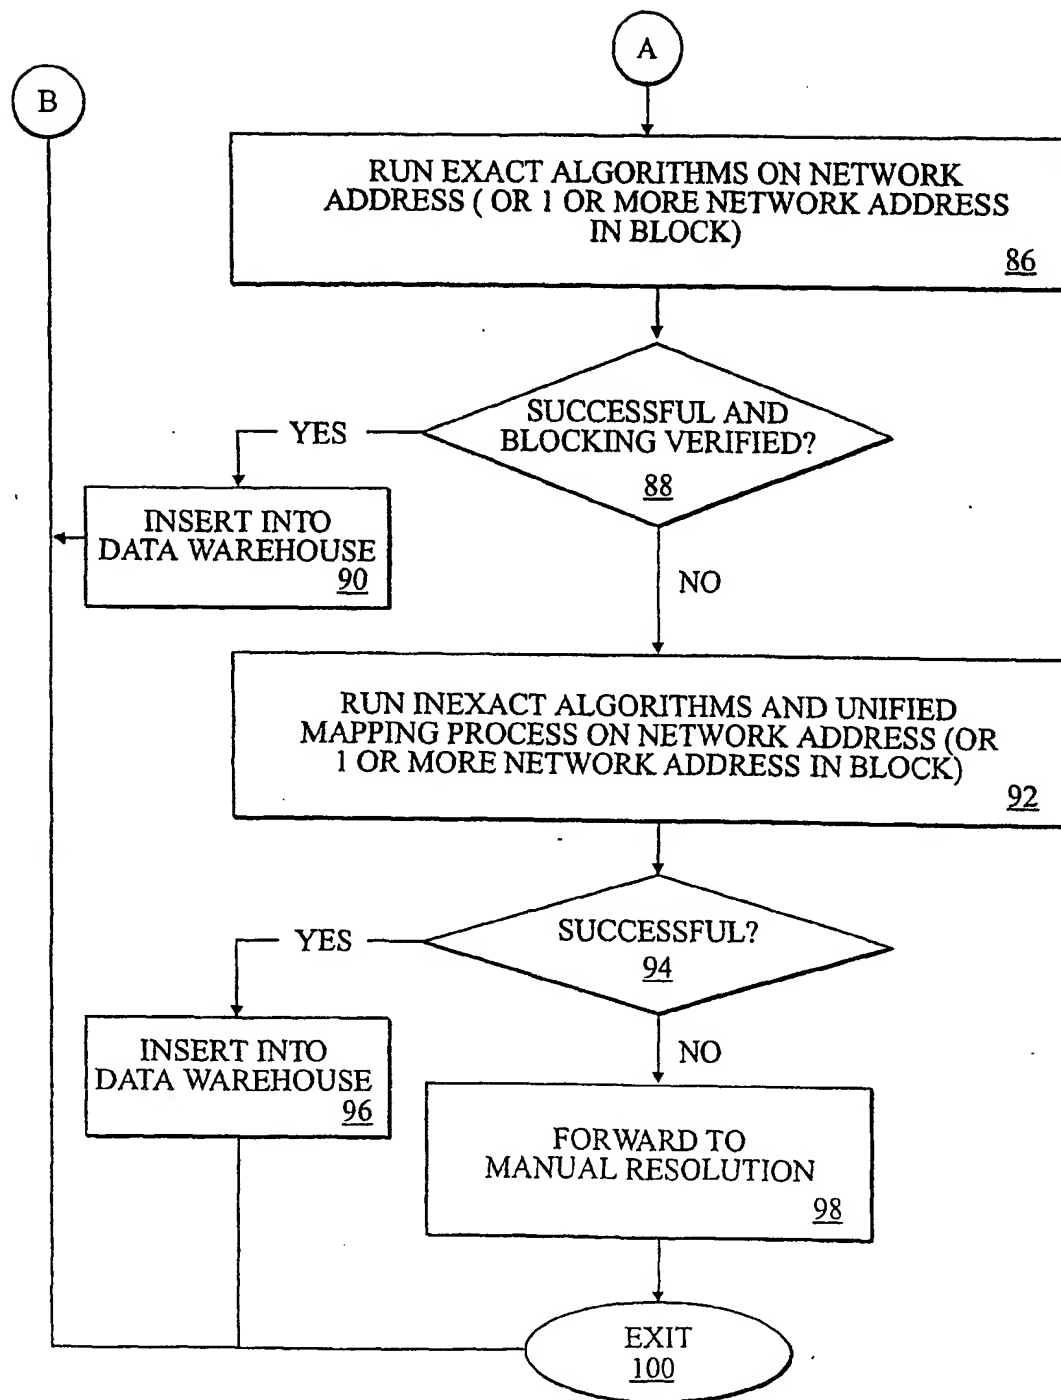 A
B
RUN EXACT ALGORITHMS ON NETWORK
ADDRESS ( OR 1 OR MORE NETWORK ADDRESS
IN BLOCK)
86
SUCCESSFUL AND
BLOCKING VERIFIED?
88
YES
INSERT INTO
DATA WAREHOUSE
90
NO
RUN INEXACT ALGORITHMS AND UNIFIED
MAPPING PROCESS ON NETWORK ADDRESS (OR
1 OR MORE NETWORK ADDRESS IN BLOCK)
92
SUCCESSFUL?
94
YES
INSERT INTO
DATA WAREHOUSE
96
NO
FORWARD TO
MANUAL RESOLUTION
98
EXIT
100